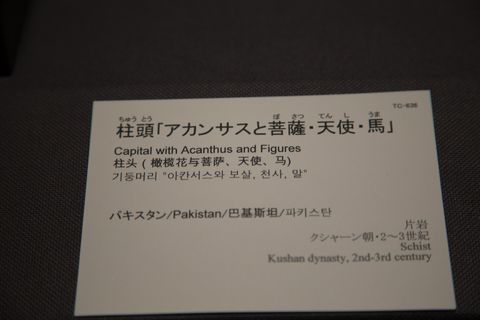 TC-636
ちゅう とう ぼ さつ てん し うま
柱頭「アカンサスと菩薩・天使・馬」
Capital with Acanthus and Figures
柱头 ( 橄榄花与菩萨、天使、马)
기둥머리 "아칸서스와 보살, 천사, 말"
パキスタン/Pakistan/巴基斯坦/파키스탄
片岩
クシャーン朝・2～3世紀
Schist
Kushan dynasty, 2nd-3rd century